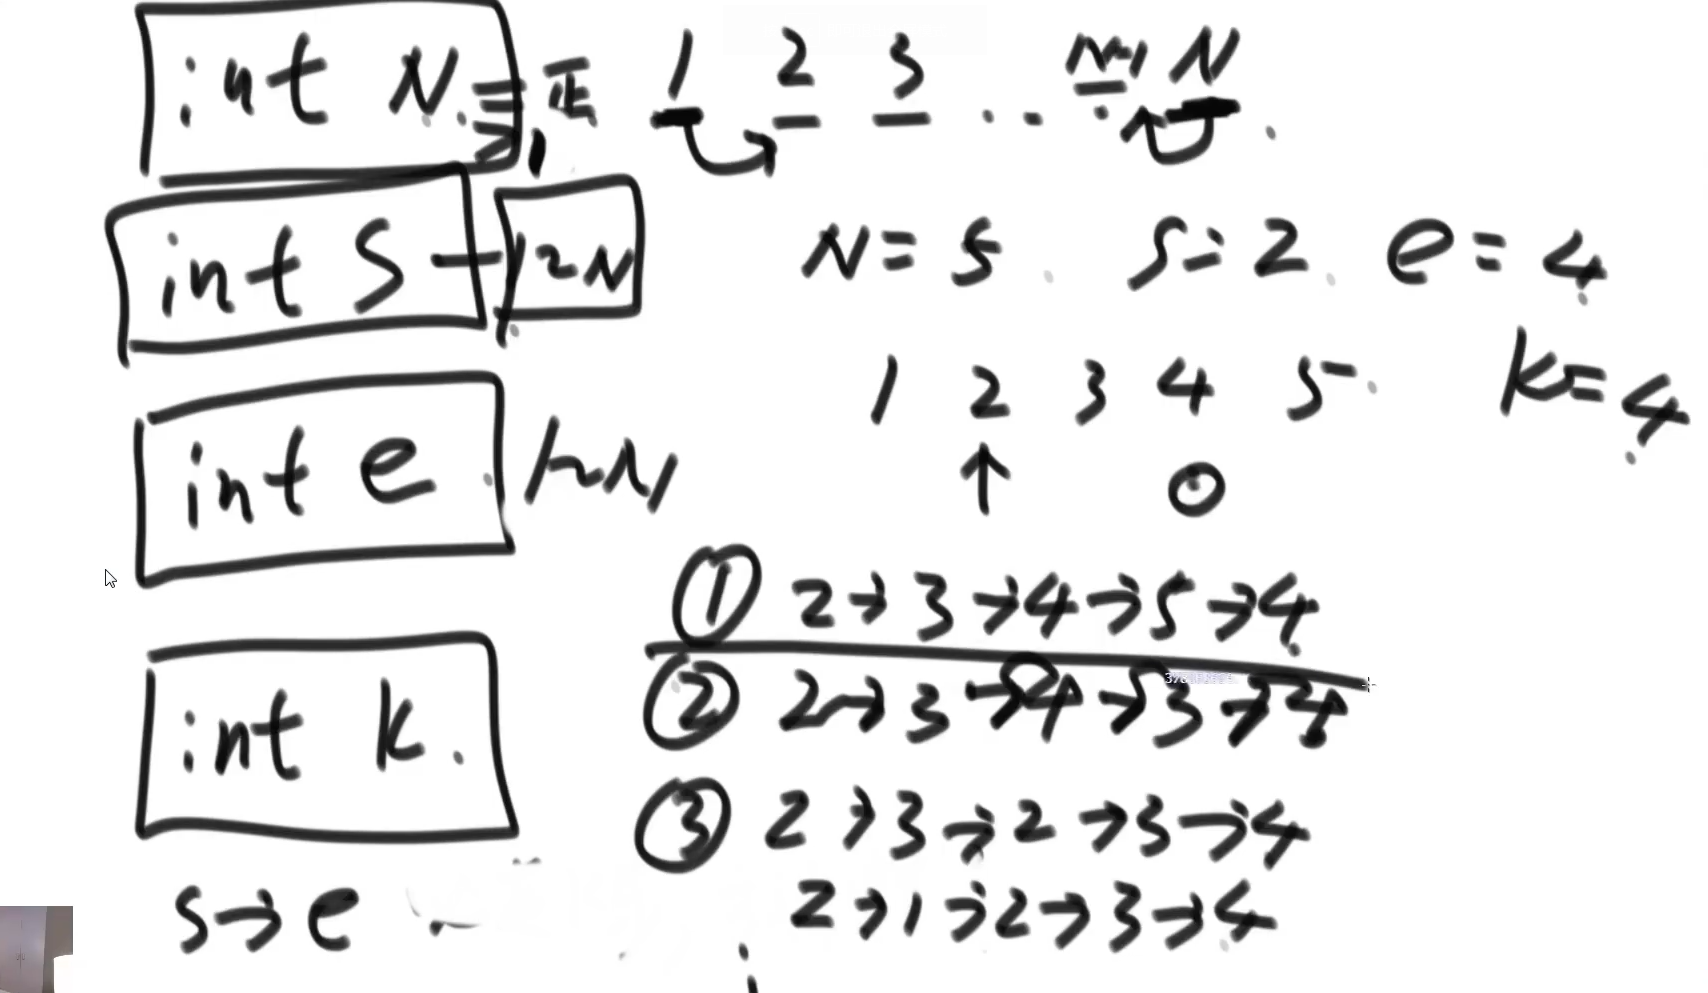 int N. 正 1 2 3 ... N-1 N
≥1
int S - 1~N
N = 5 S = 2 e = 4
1 2 3 4 5 k = 4
int e 1~N
↑ 0
① 2→3→4→5→4
② 2→3→4→3→4
int k.
③ 2→3→2→3→4
s→e 2→1→2→3→4